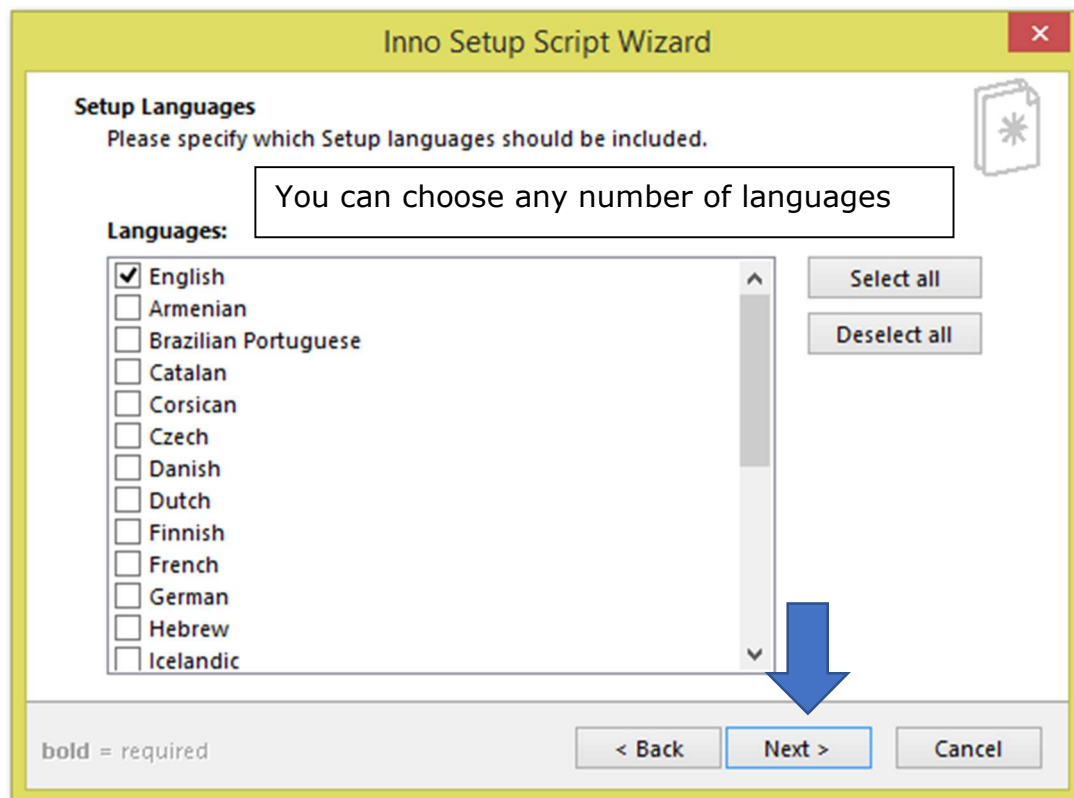 Inno Setup Script Wizard
Setup Languages
Please specify which Setup languages should be included.
You can choose any number of languages
Languages:
English
Armenian
Brazilian Portuguese
Catalan
Corsican
Czech
Danish
Dutch
Finnish
French
German
Hebrew
Icelandic
Select all
Deselect all
bold = required
< Back
Next >
Cancel